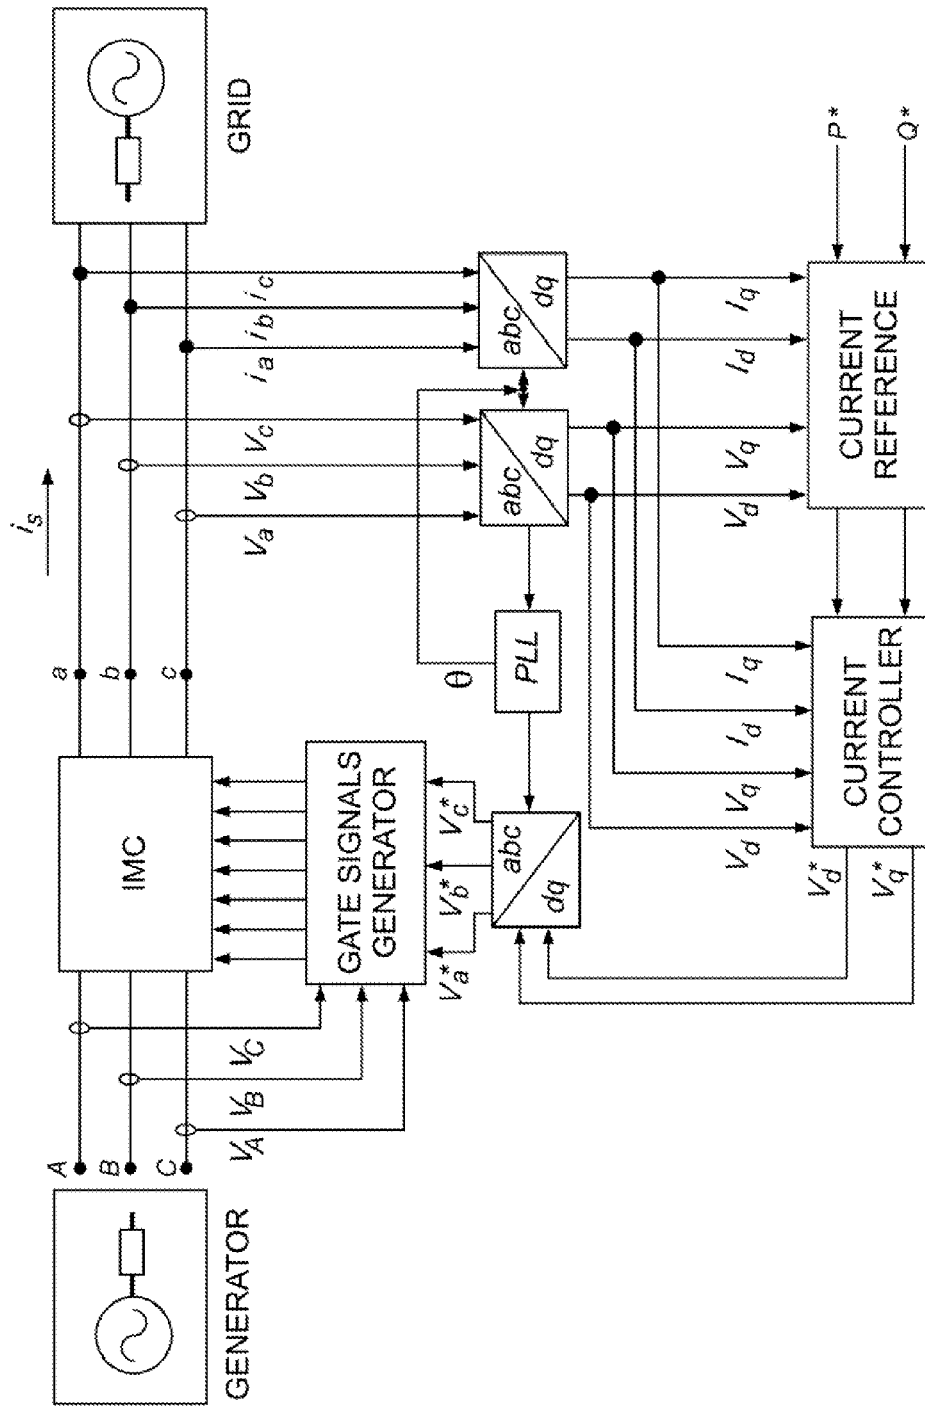 GENERATOR
A
B
C
V_A
V_B
V_C
IMC
GATE SIGNALS
GENERATOR
V_a*
V_b*
V_c*
abc
dq
a
b
c
i_s
GRID
V_a
V_b
V_c
i_a
i_b
i_c
θ
PLL
abc
dq
abc
dq
V_d
V_q
I_d
I_q
V_d
V_q
I_d
I_q
V_d*
V_q*
CURRENT
CONTROLLER
CURRENT
REFERENCE
P*
Q*